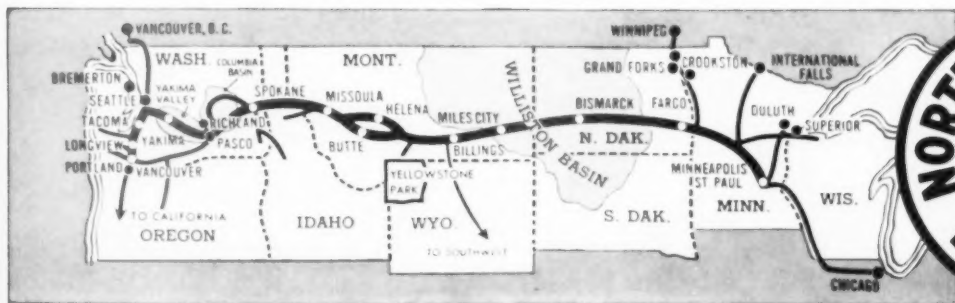 VANCOUVER, B.C.
WINNIPEG
WASH.
COLUMBIA
BASIN
MONT.
GRAND FORKS
CROOKSTON
INTERNATIONAL
FALLS
BREMERTON
SEATTLE
YAKIMA
VALLEY
SPOKANE
MISSOULA
HELENA
WILLISTON BASIN
MILES CITY
BISMARCK
FARGO
DULUTH
SUPERIOR
TACOMA
YAKIMA
RICHLAND
PASCO
BUTTE
BILLINGS
N. DAK.
LONGVIEW
PORTLAND
VANCOUVER
YELLOWSTONE
PARK
MINNEAPOLIS
ST. PAUL
TO CALIFORNIA
OREGON
IDAHO
WYO.
S. DAK.
MINN.
WIS.
TO SOUTHWEST
CHICAGO